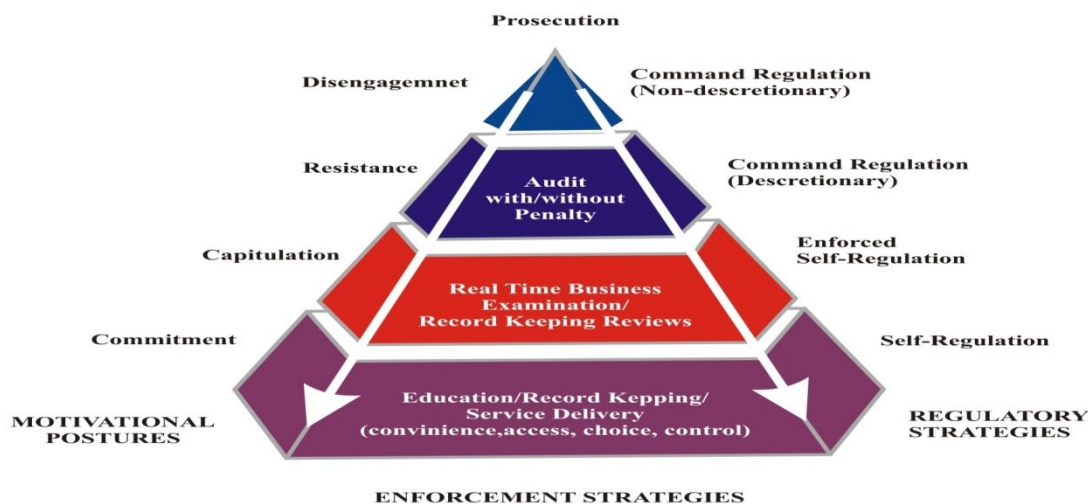 Prosecution
Disengagemnet
Command Regulation
(Non-descretionary)
Resistance
Audit
with/without
Penalty
Command Regulation
(Descretionary)
Capitulation
Enforced
Self-Regulation
Real Time Business
Examination/
Record Keeping Reviews
Commitment
Self-Regulation
Education/Record Kepping/
Service Delivery
(convinience,access, choice, control)
MOTIVATIONAL
POSTURES
REGULATORY
STRATEGIES
ENFORCEMENT STRATEGIES